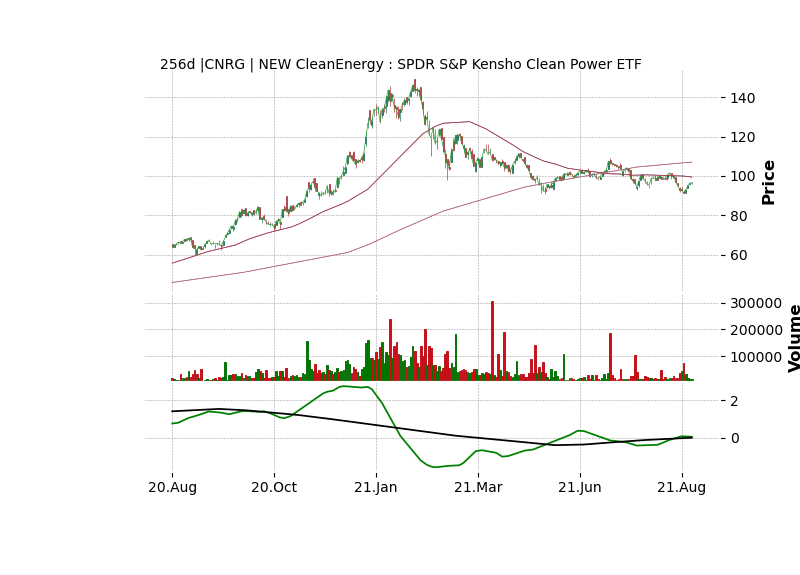 256d |CNRG | NEW CleanEnergy : SPDR S&P Kensho Clean Power ETF
140
120
100
80
60
Price
300000
200000
100000
Volume
2
0
20.Aug
20.Oct
21.Jan
21.Mar
21.Jun
21.Aug